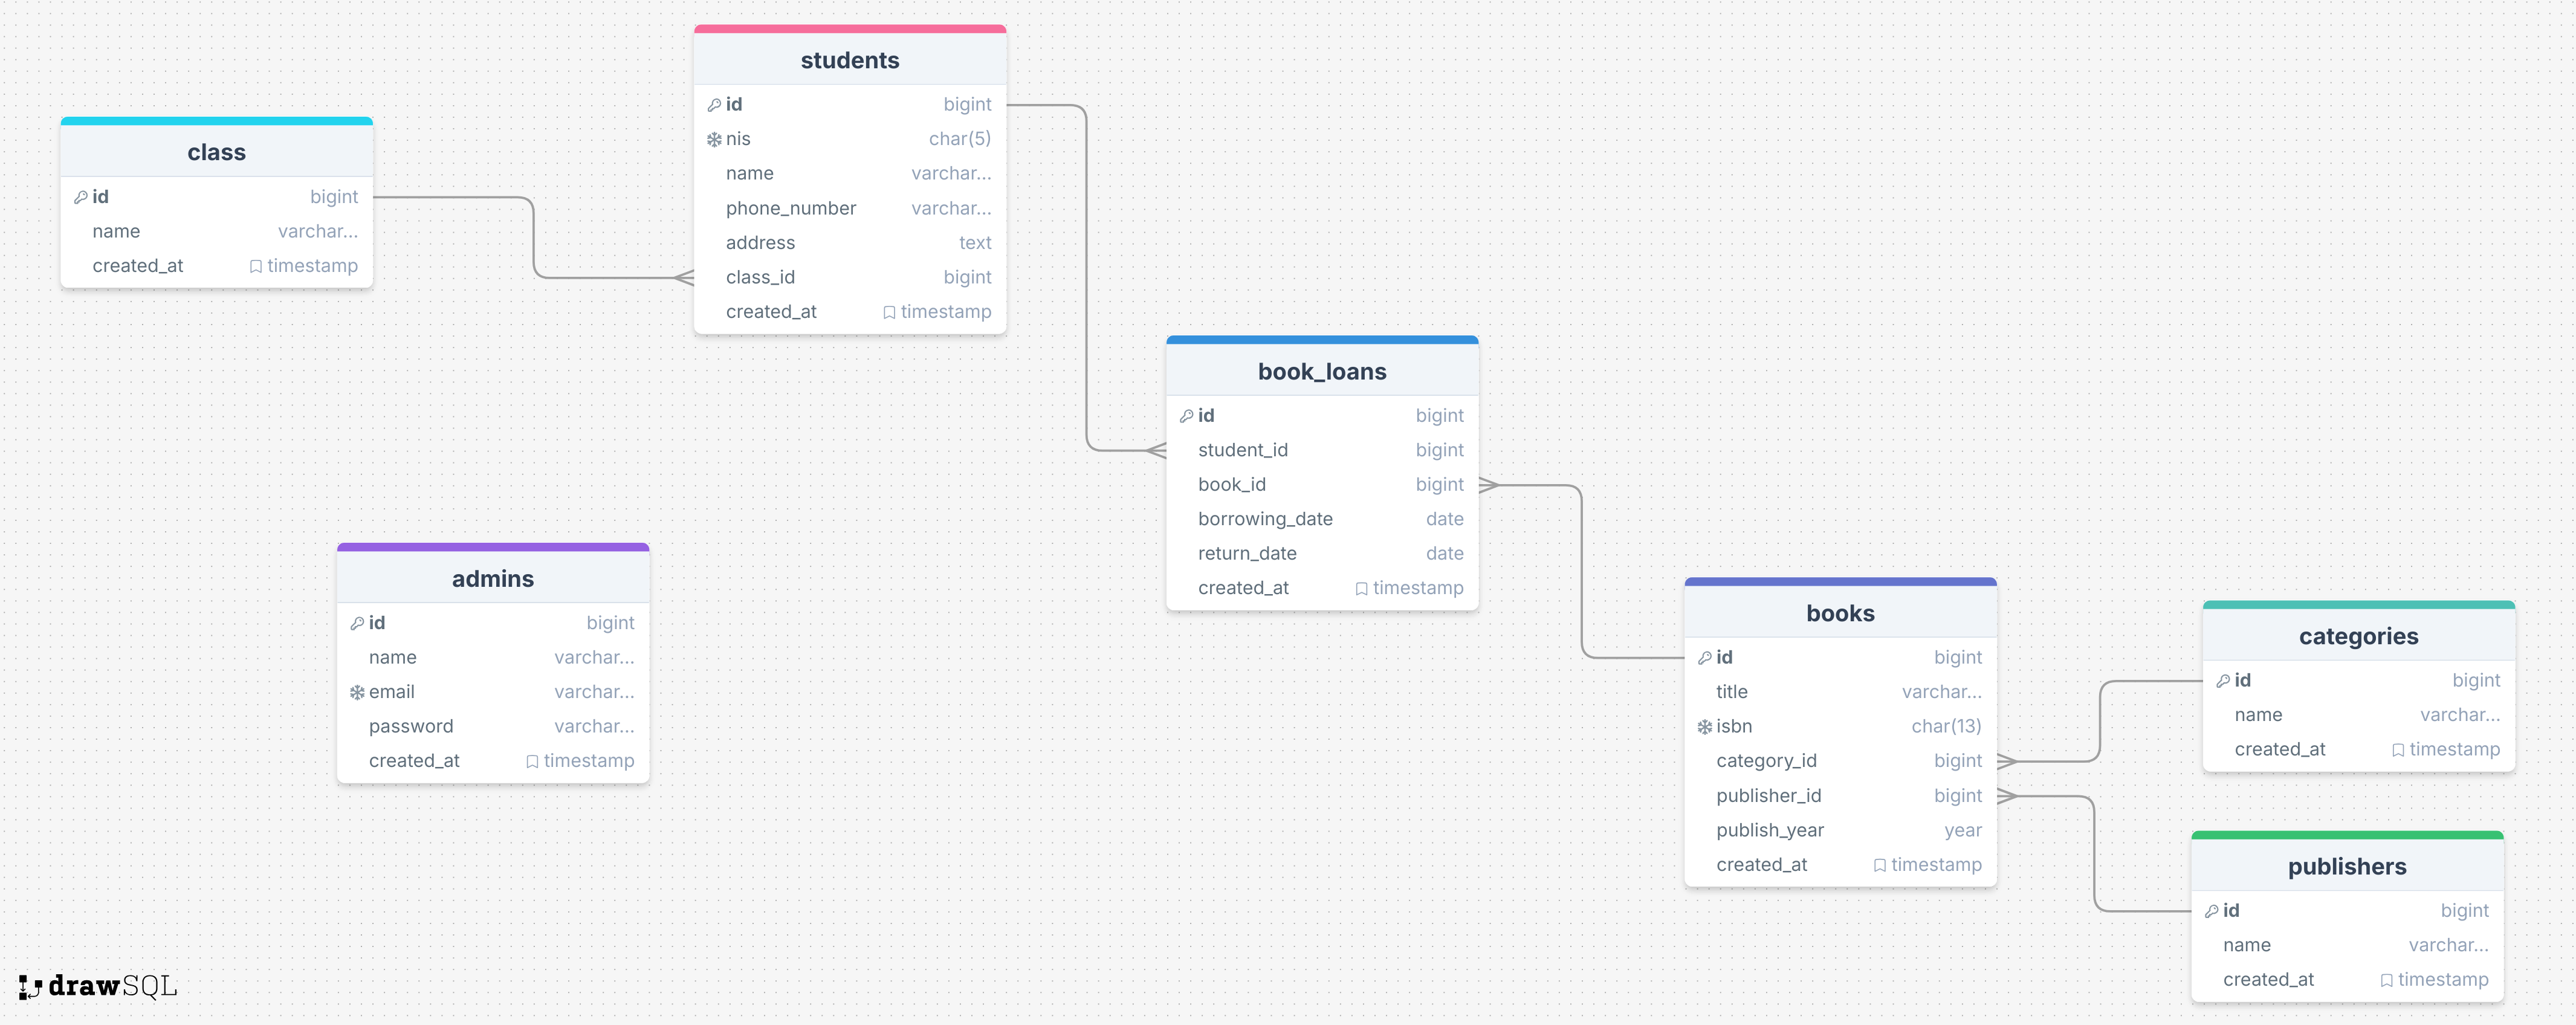 students
id bigint
nis char(5)
name varchar...
phone_number varchar...
address text
class_id bigint
created_at timestamp
class
id bigint
name varchar...
created_at timestamp
book_loans
id bigint
student_id bigint
book_id bigint
borrowing_date date
return_date date
created_at timestamp
admins
id bigint
name varchar...
email varchar...
password varchar...
created_at timestamp
books
id bigint
title varchar...
isbn char(13)
category_id bigint
publisher_id bigint
publish_year year
created_at timestamp
categories
id bigint
name varchar...
created_at timestamp
publishers
id bigint
name varchar...
created_at timestamp
drawSQL